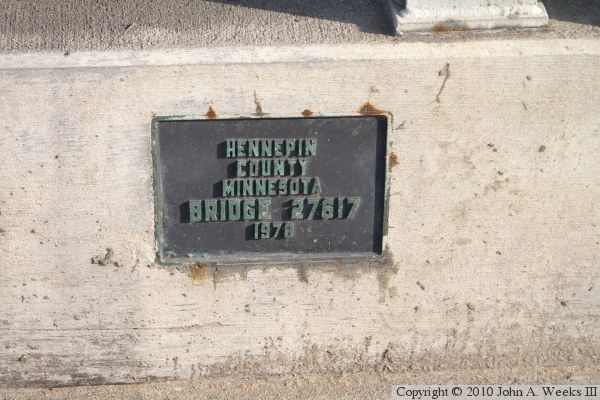 HENNEPIN
COUNTY
MINNESOTA
BRIDGE 27617
1978
Copyright © 2010 John A. Weeks III